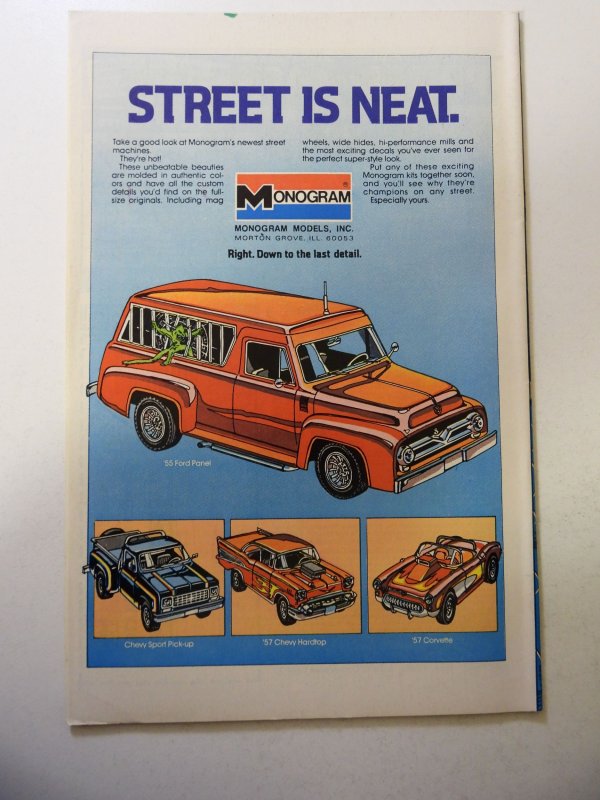 STREET IS NEAT.
Take a good look at Monogram's newest street
machines.
They're hot!
These unbeatable beauties
are molded in authentic col-
ors and have all the custom
details you'd find on the full-
size originals. Including mag
wheels, wide hides, hi-performance mills and
the most exciting decals you've ever seen for
the perfect super-style look.
Put any of these exciting
Monogram kits together soon,
and you'll see why they're
champions on any street.
Especially yours.
MONOGRAM®
MONOGRAM MODELS, INC.
MORTON GROVE, ILL. 60053
Right. Down to the last detail.
'55 Ford Panel
Chevy Sport Pick-up
'57 Chevy Hardtop
'57 Corvette